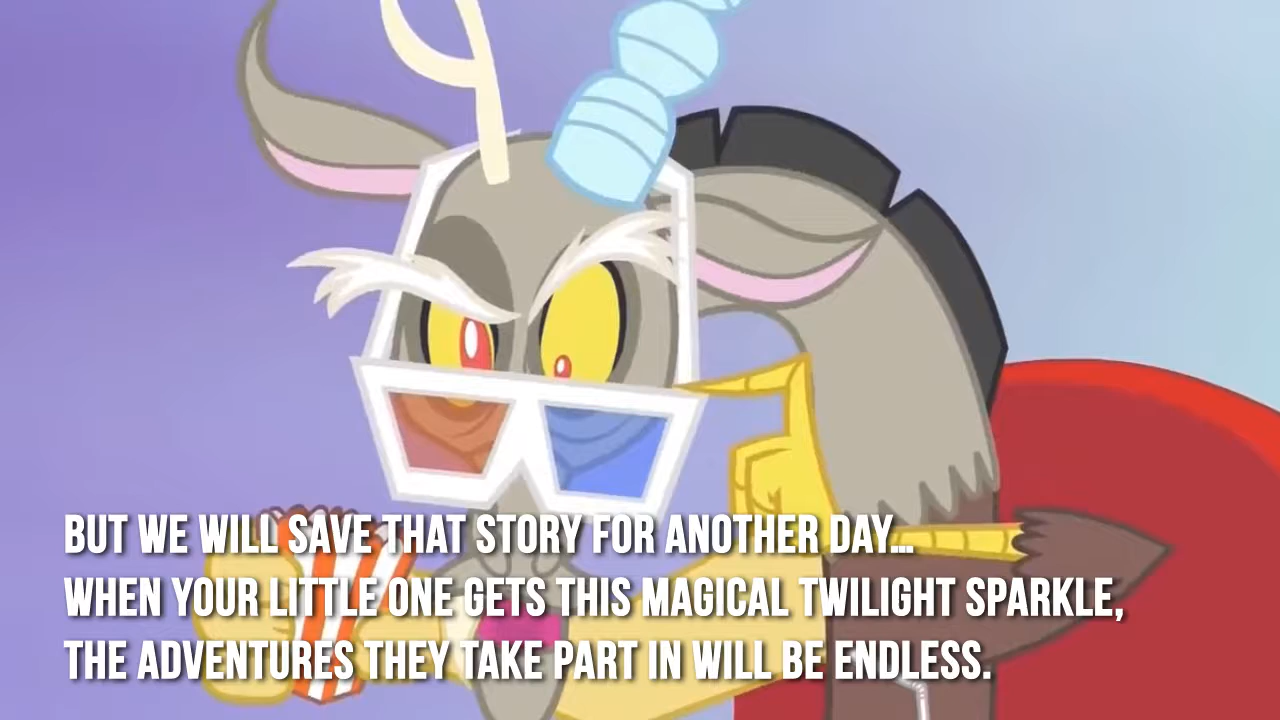 BUT WE WILL SAVE THAT STORY FOR ANOTHER DAY...
WHEN YOUR LITTLE ONE GETS THIS MAGICAL TWILIGHT SPARKLE,
THE ADVENTURES THEY TAKE PART IN WILL BE ENDLESS.